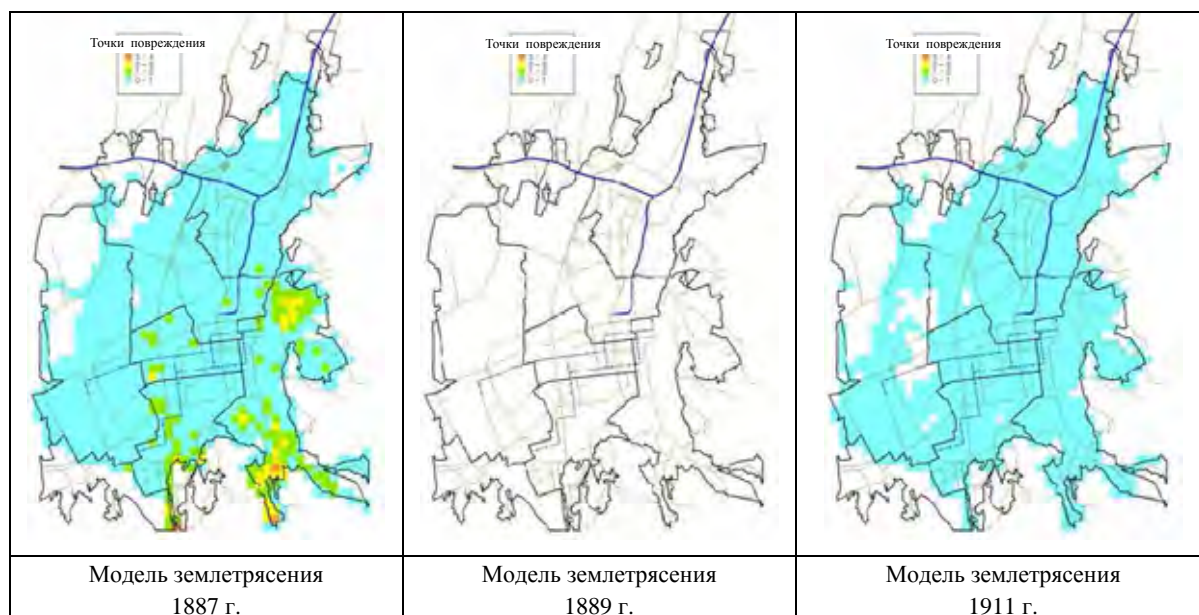 Точки повреждения
Точки повреждения
Точки повреждения
Модель землетрясения
1887 г.
Модель землетрясения
1889 г.
Модель землетрясения
1911 г.